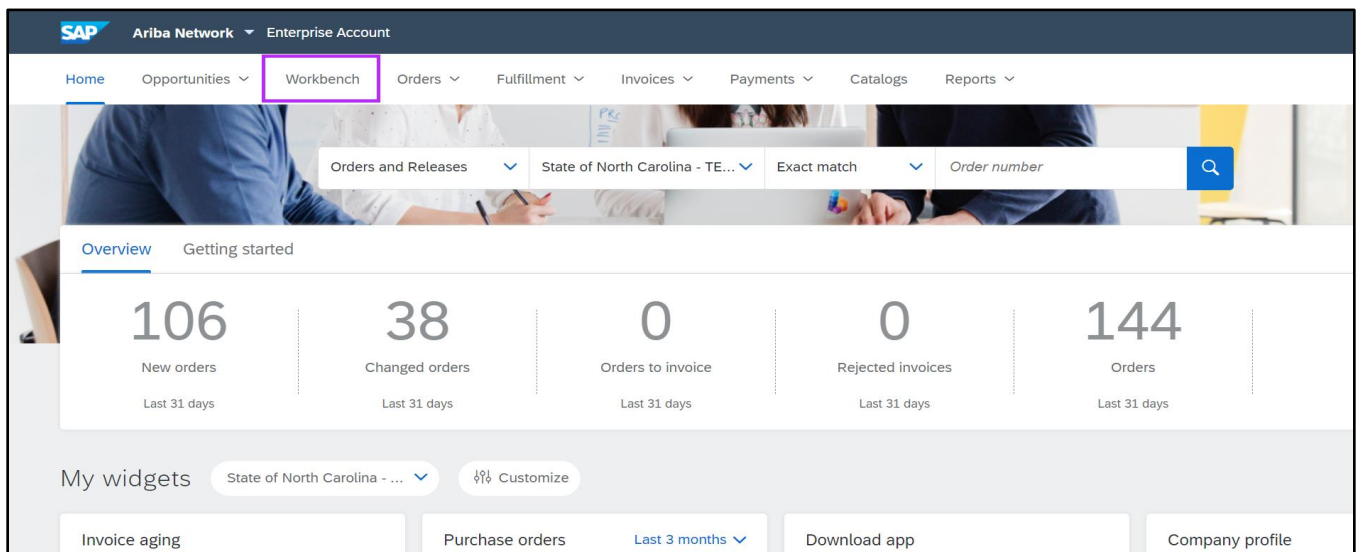 SAP Ariba Network Enterprise Account
Home Opportunities Workbench Orders Fulfillment Invoices Payments Catalogs Reports
Orders and Releases State of North Carolina - TE... Exact match Order number
Overview Getting started
106 38 0 0 144
New orders Changed orders Orders to invoice Rejected invoices Orders
Last 31 days Last 31 days Last 31 days Last 31 days Last 31 days
My widgets State of North Carolina - ... Customize
Invoice aging Purchase orders Last 3 months Download app Company profile